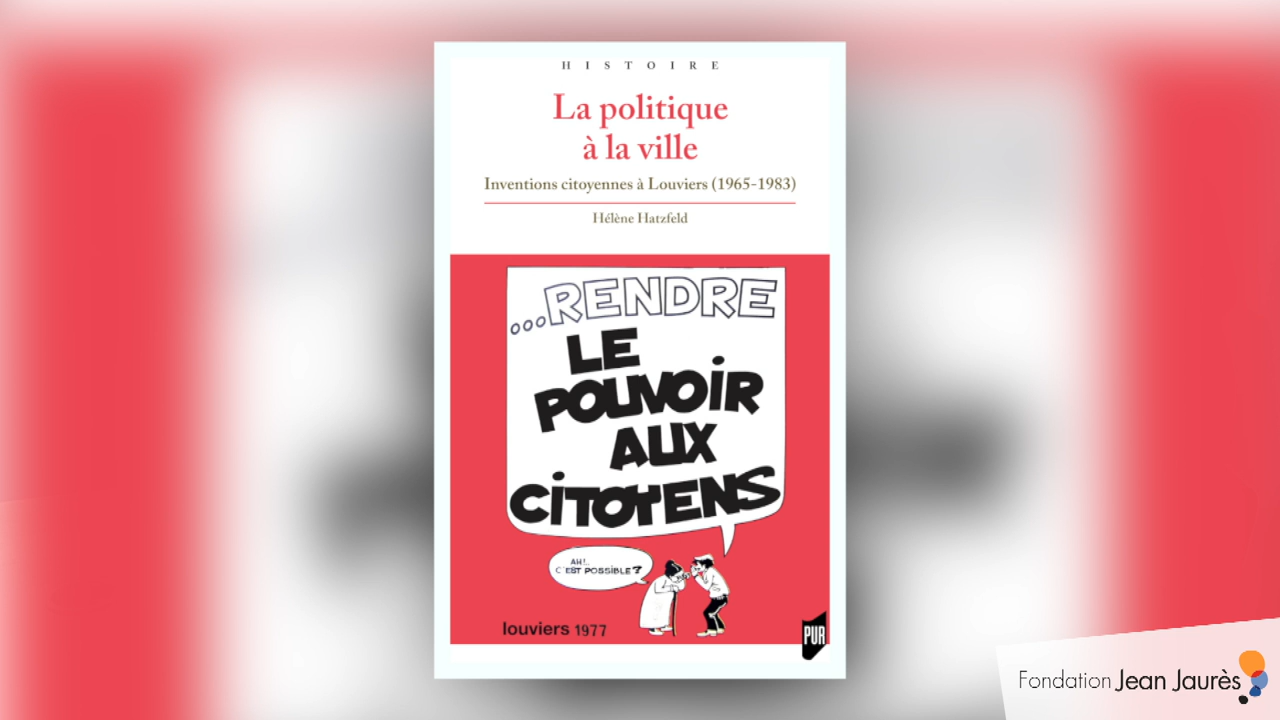 HISTOIRE
La politique
à la ville
Inventions citoyennes à Louviers (1965-1983)
Hélène Hatzfeld
...RENDRE
LE
POUVOIR
AUX
CITOYENS
AH!..
C'EST POSSIBLE?
louviers 1977
PUR
Fondation Jean Jaurès